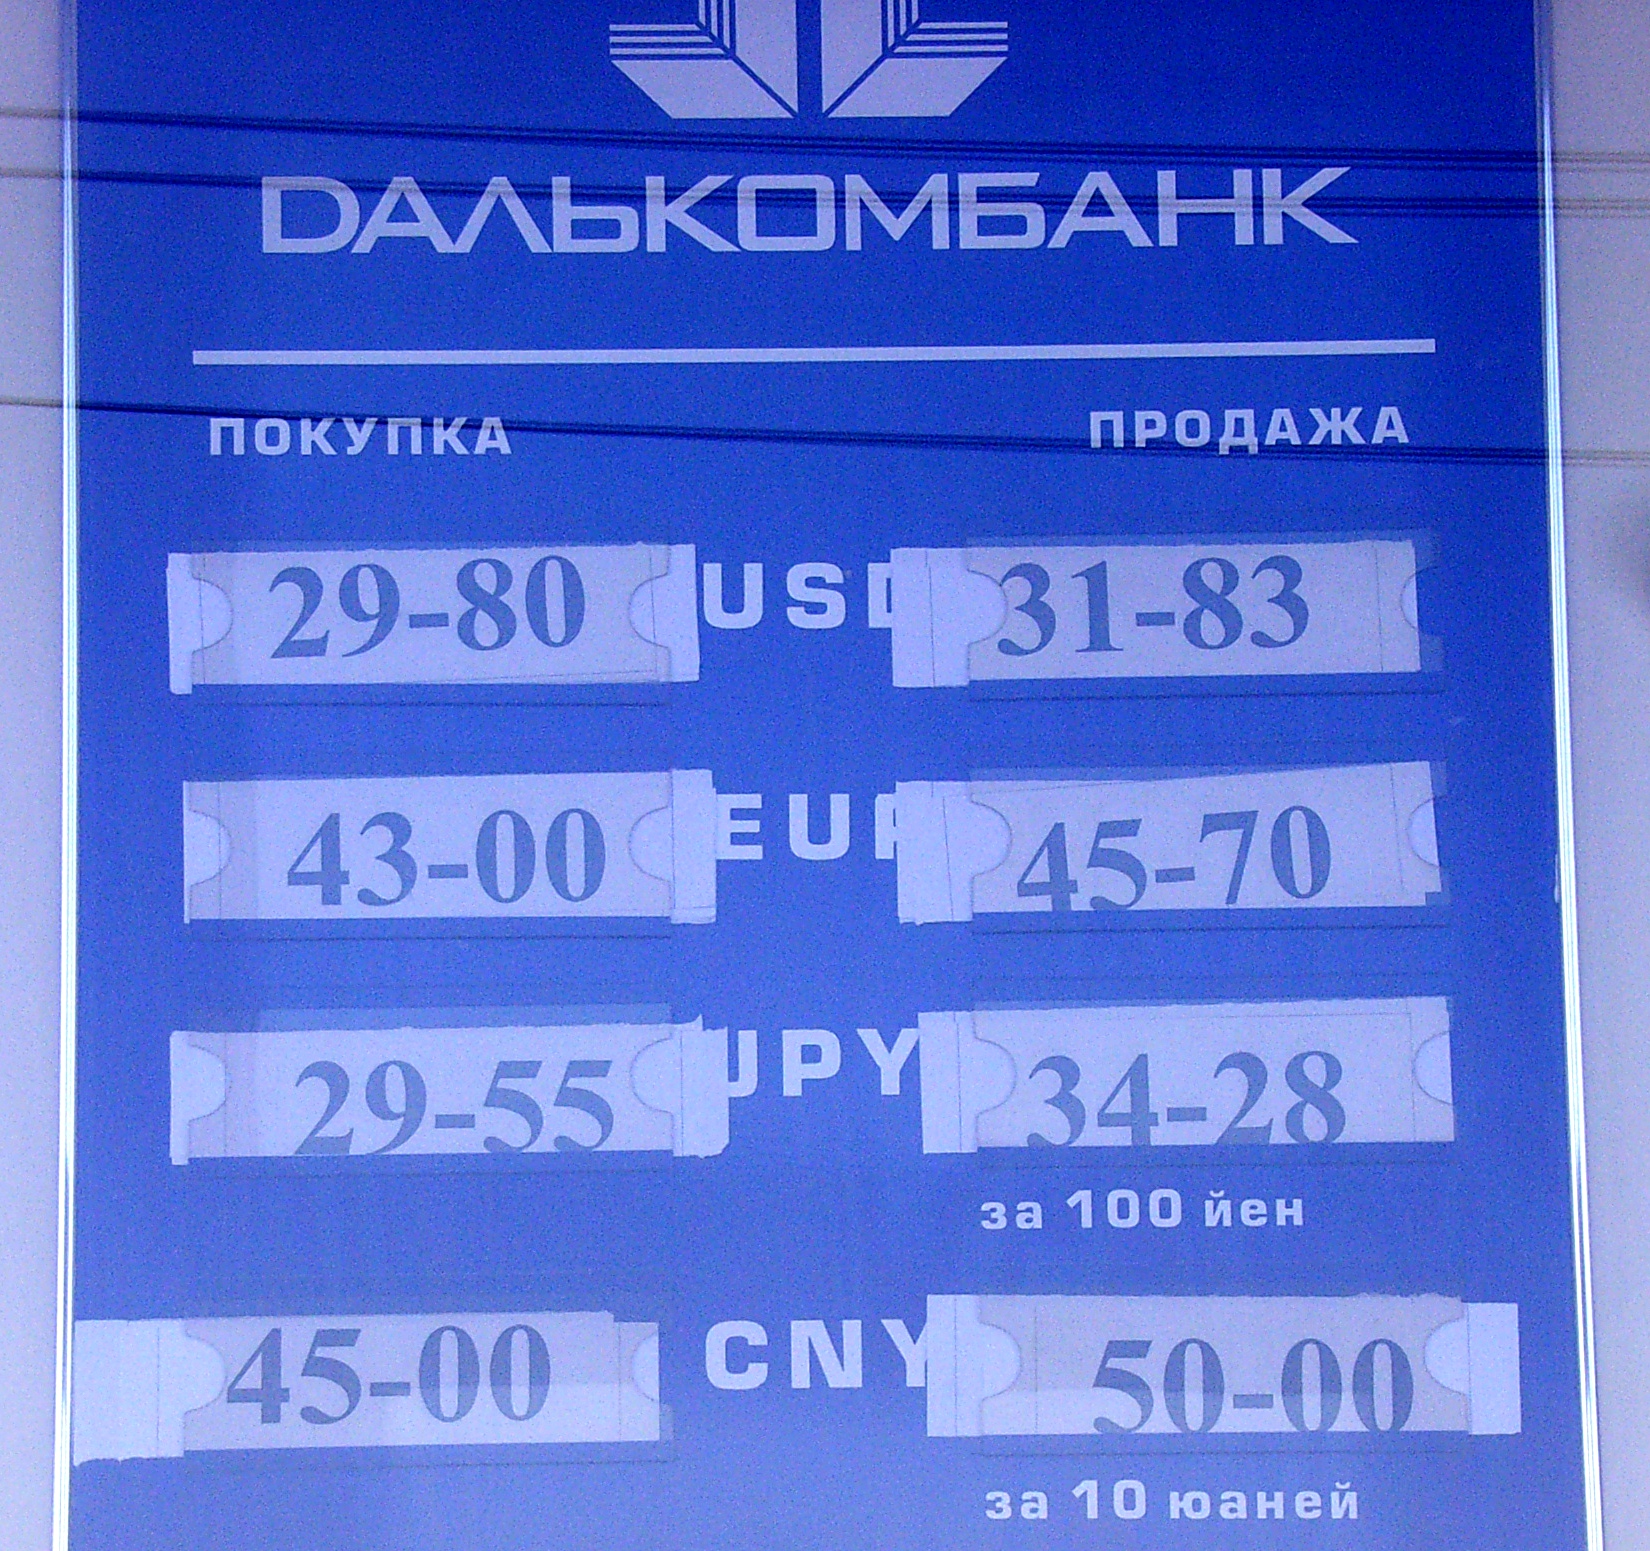 DАЛЬКОМБАНК
ПОКУПКА ПРОДАЖА
29-80 USD 31-83
43-00 EUR 45-70
29-55 JPY 34-28
за 100 йен
45-00 CNY 50-00
за 10 юаней